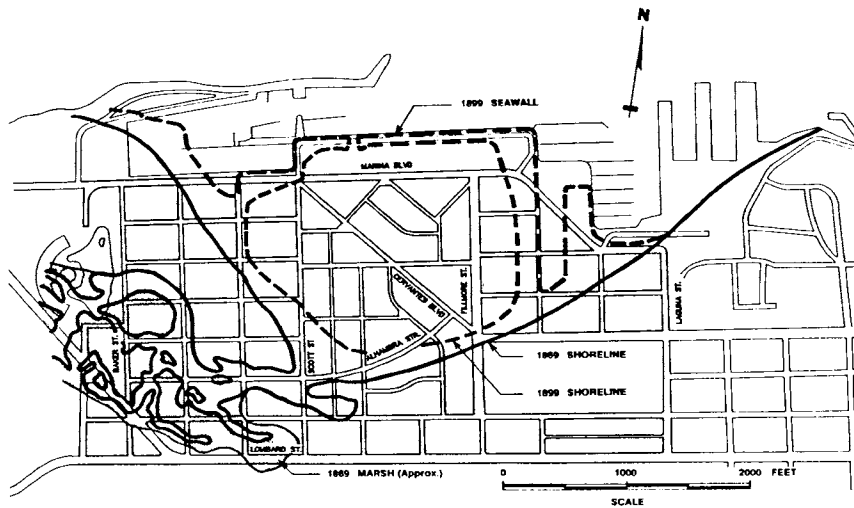 N
1899 SEAWALL
MARINA BLVD
CERVANTES BLVD
FILLMORE ST.
LAGUNA ST.
BAKER ST.
SCOTT ST
ALHAMBRA STR.
1869 SHORELINE
1899 SHORELINE
LOMBARD ST.
1869 MARSH (Approx.)
0 1000 2000 FEET
SCALE